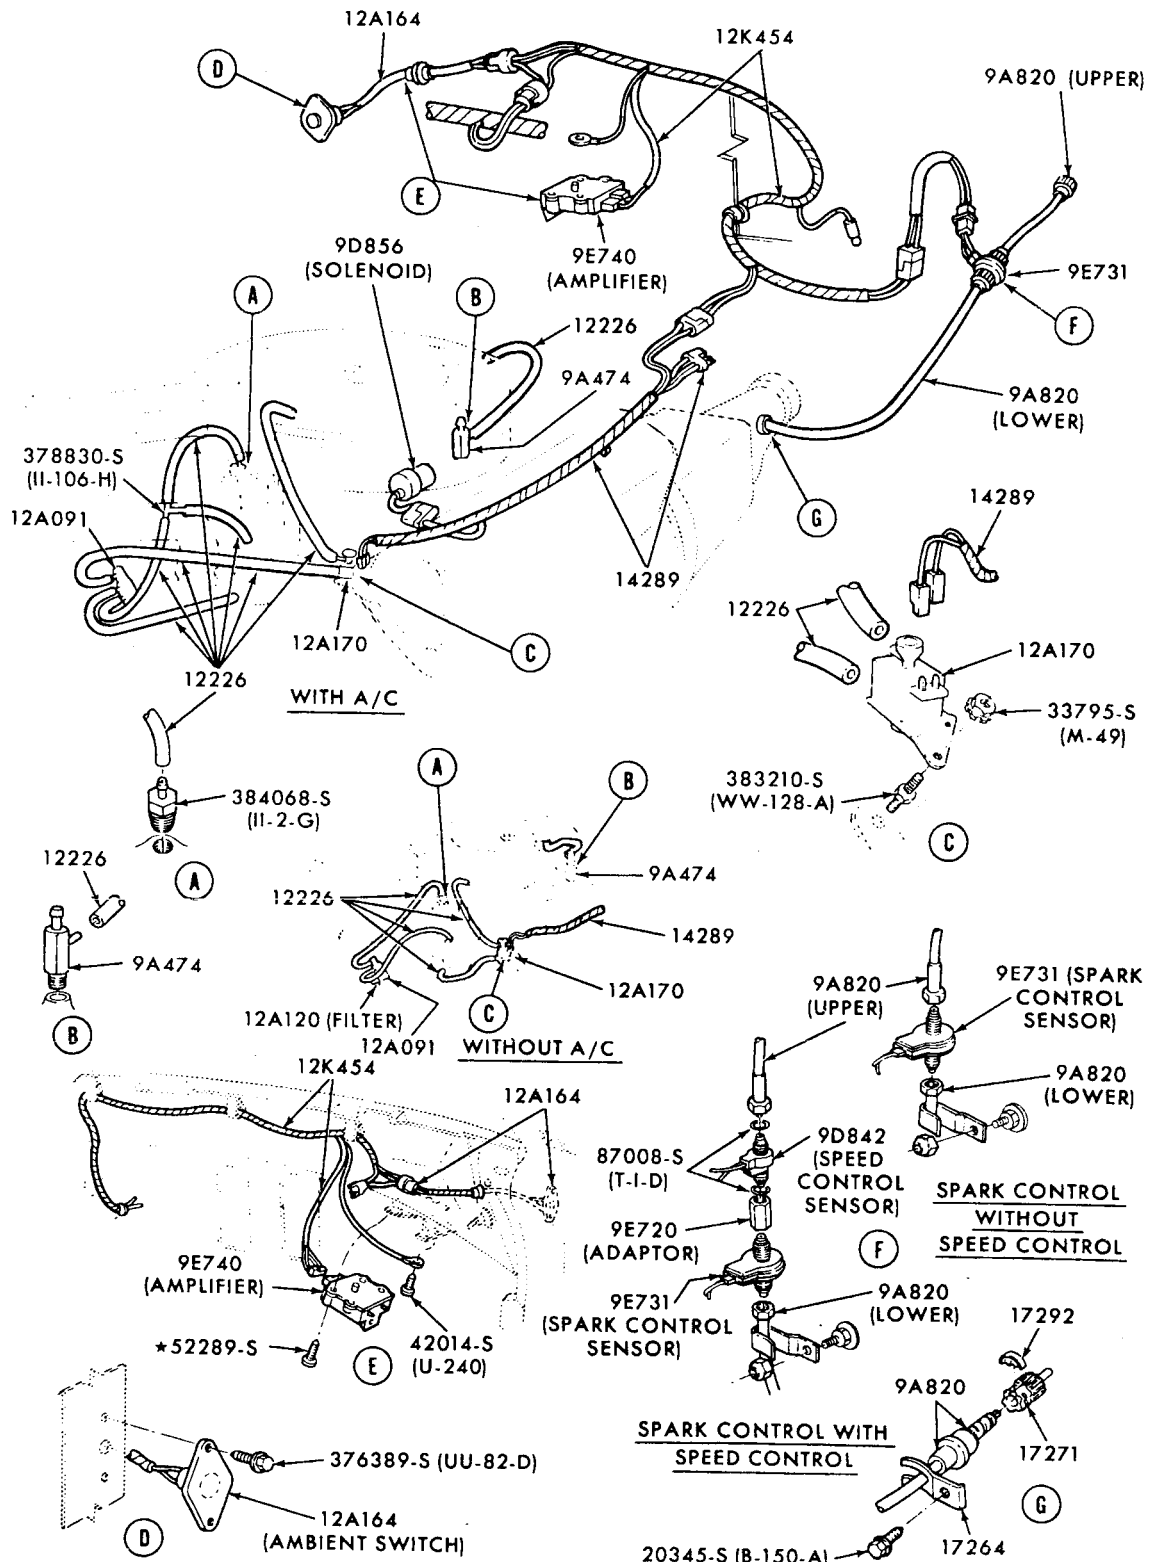 12A164
12K454
9A820 (UPPER)
D
E
9D856
(SOLENOID)
9E740
(AMPLIFIER)
9E731
A
B
F
12226
9A474
9A820
(LOWER)
378830-S
(II-106-H)
12A091
G
14289
14289
12226
12A170
C
12A170
12226
WITH A/C
33795-S
(M-49)
383210-S
(WW-128-A)
A
B
384068-S
(II-2-G)
C
12226
A
9A474
12226
14289
9A474
9A820
(UPPER)
9E731 (SPARK
CONTROL
SENSOR)
12A170
B
12A120 (FILTER)
C
12A091
WITHOUT A/C
12K454
12A164
9A820
(LOWER)
87008-S
(T-I-D)
9D842
(SPEED
CONTROL
SENSOR)
SPARK CONTROL
WITHOUT
SPEED CONTROL
9E720
(ADAPTOR)
F
9E740
(AMPLIFIER)
9E731
(SPARK CONTROL
SENSOR)
9A820
(LOWER)
17292
★52289-S
E
42014-S
(U-240)
9A820
SPARK CONTROL WITH
SPEED CONTROL
376389-S (UU-82-D)
17271
G
12A164
(AMBIENT SWITCH)
D
17264
20345-S (B-150-A)